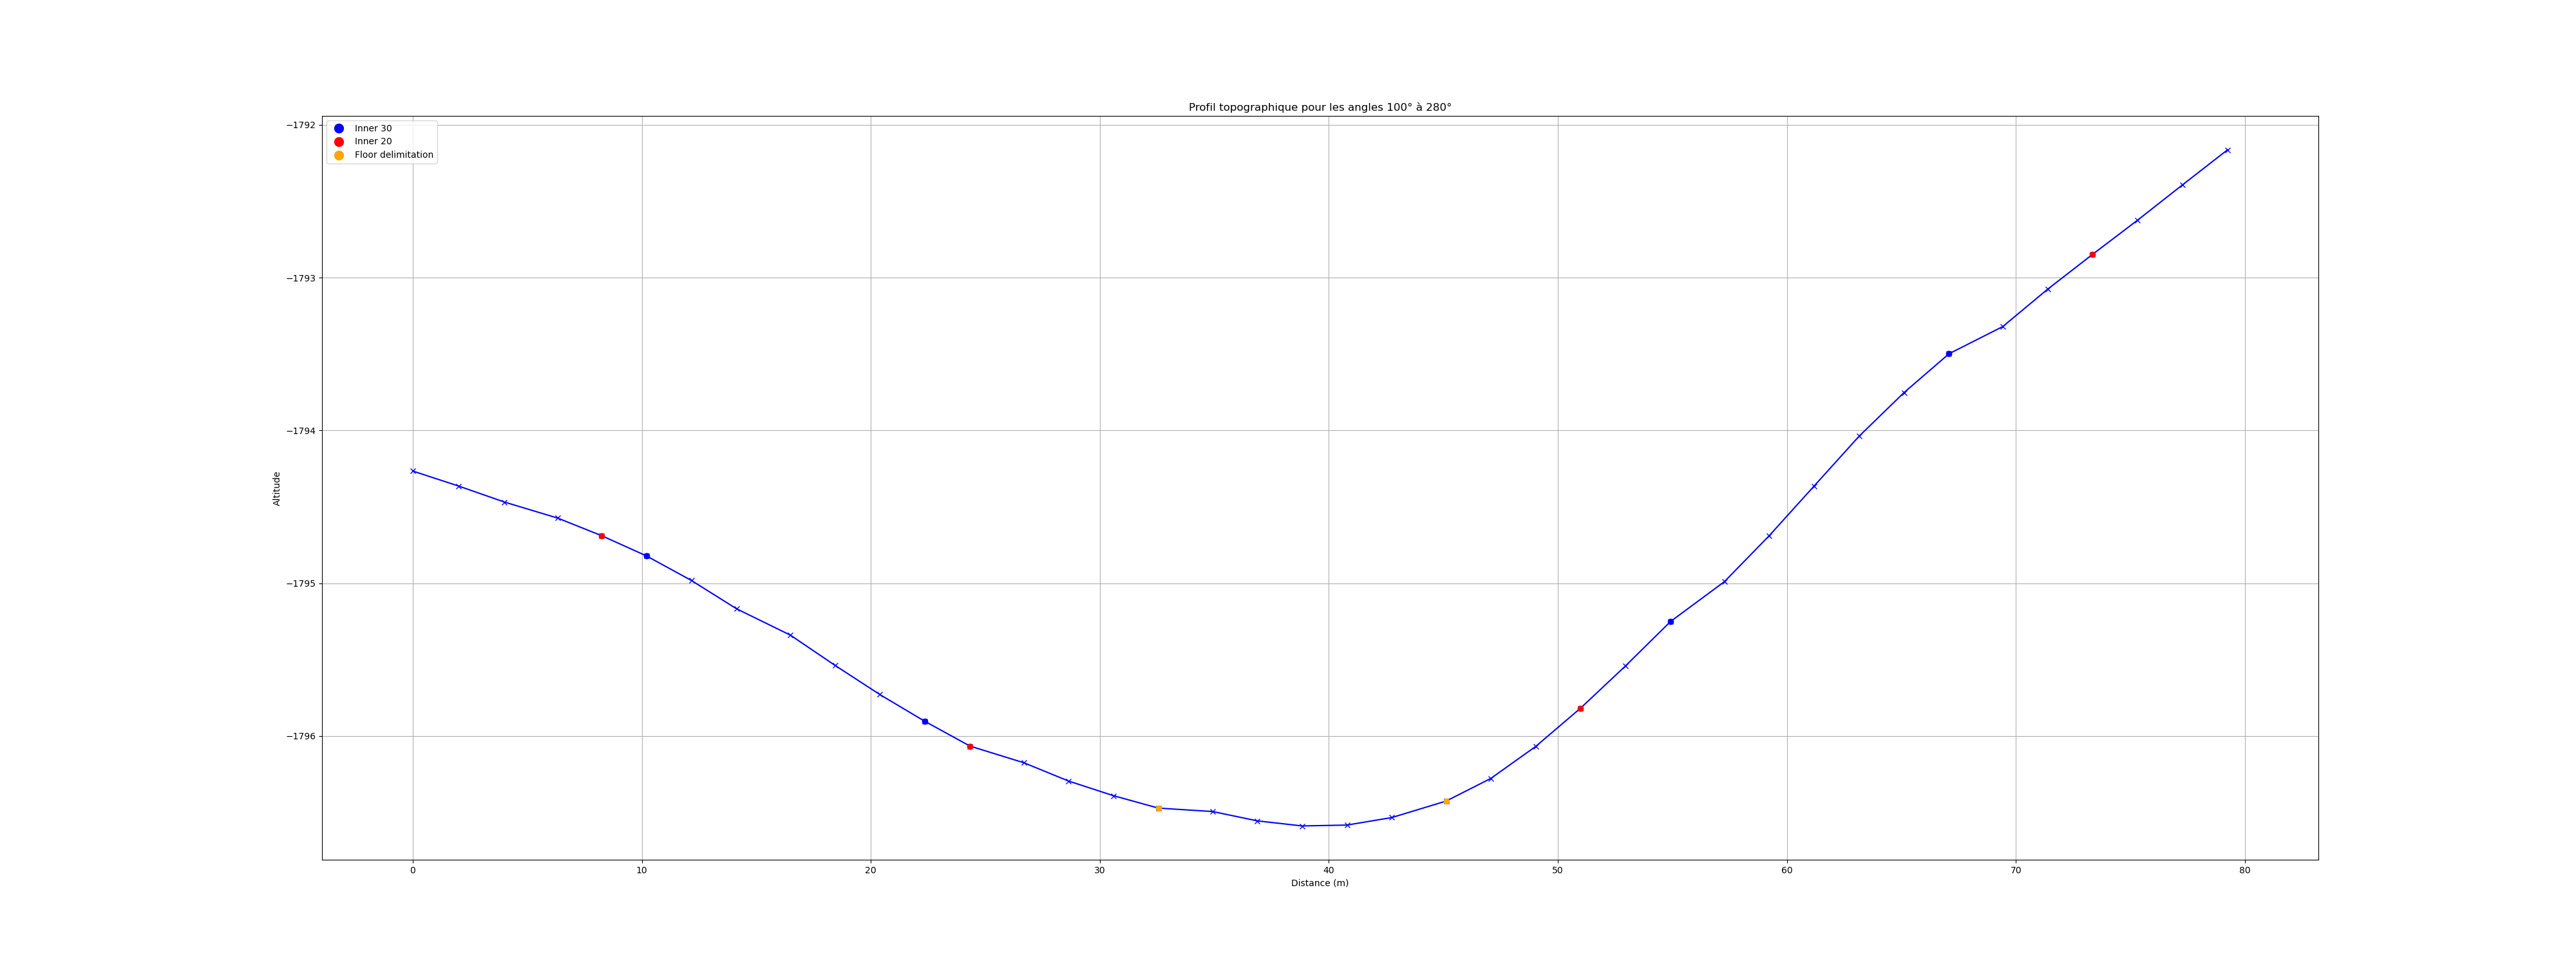 Profil topographique pour les angles 100° à 280°
Inner 30
Inner 20
Floor delimitation
Altitude
−1792
−1793
−1794
−1795
−1796
0 10 20 30 40 50 60 70 80
Distance (m)